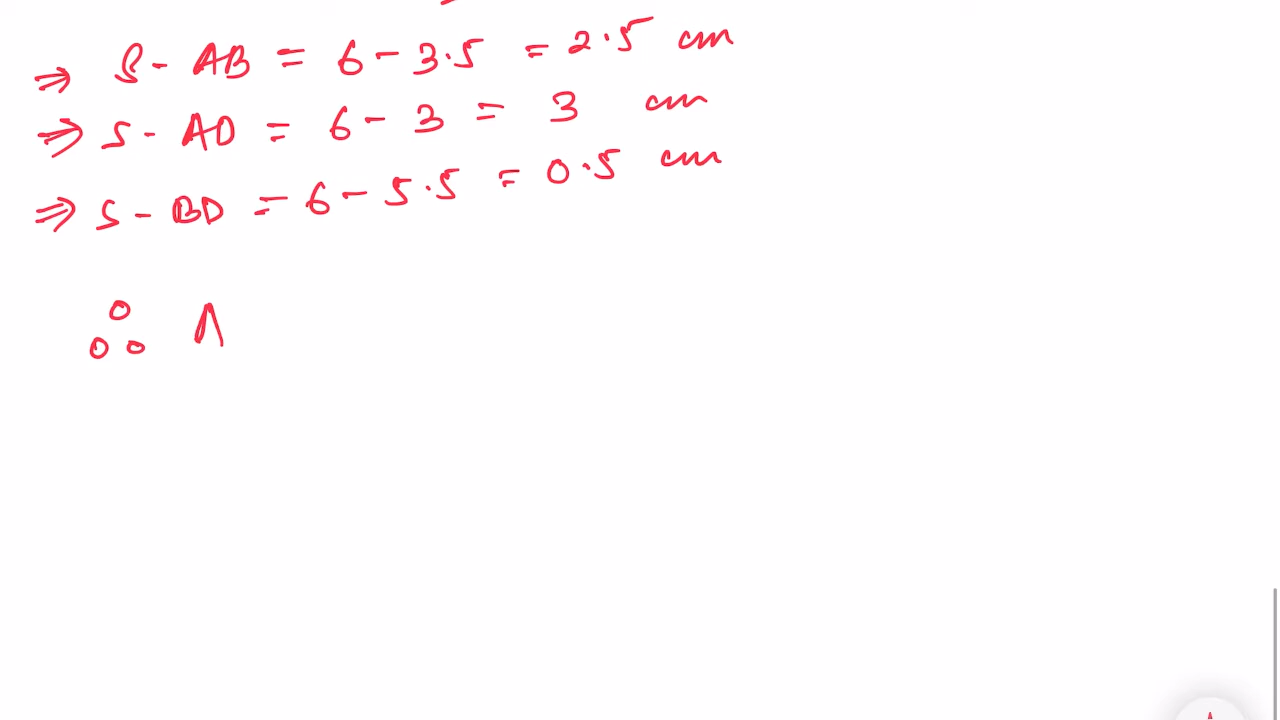 ⇒ S - AB = 6 - 3.5 = 2.5 cm
⇒ S - AD = 6 - 3 = 3 cm
⇒ S - BD = 6 - 5.5 = 0.5 cm
∴ A